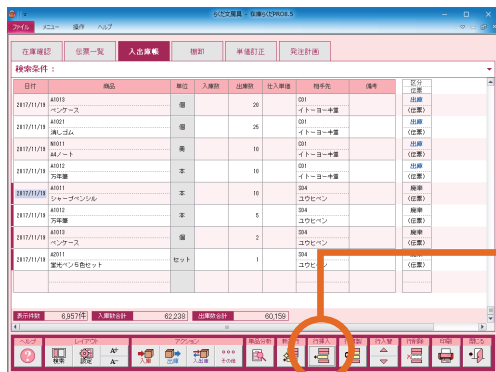 らくだ文房具 - 在庫らくだPRO8.5
ファイル メニュー 操作 ヘルプ
在庫確認 伝票一覧 入出庫帳 棚卸 単価訂正 発注計画
検索条件：
日付 商品 単位 入庫数 出庫数 仕入単価 相手先 備考 区分 伝票
2017/11/19 A1013 ペンケース 個 20 C01 イトーヨー十堂 出庫 (伝票)
2017/11/19 A1021 消しゴム 個 25 C01 イトーヨー十堂 出庫 (伝票)
2017/11/19 N1011 A4ノート 冊 10 C01 イトーヨー十堂 出庫 (伝票)
2017/11/19 A1012 万年筆 本 10 C01 イトーヨー十堂 出庫 (伝票)
2017/11/19 A1011 シャープペンシル 本 10 S04 ユウヒペン 廃棄 (伝票)
2017/11/19 A1012 万年筆 本 5 S04 ユウヒペン 廃棄 (伝票)
2017/11/19 A1013 ペンケース 個 2 S04 ユウヒペン 廃棄 (伝票)
2017/11/19 A2011 蛍光ペン5色セット セット 1 S04 廃棄 (伝票)
表示件数 6,957件 入庫数合計 62,238 出庫数合計 60,159
ヘルプ レイアウト アクション 単品分析 行挿入 行入替 行削除 印刷 閉じる
検索 設定 A+ A- 入庫 出庫 入出庫 その他